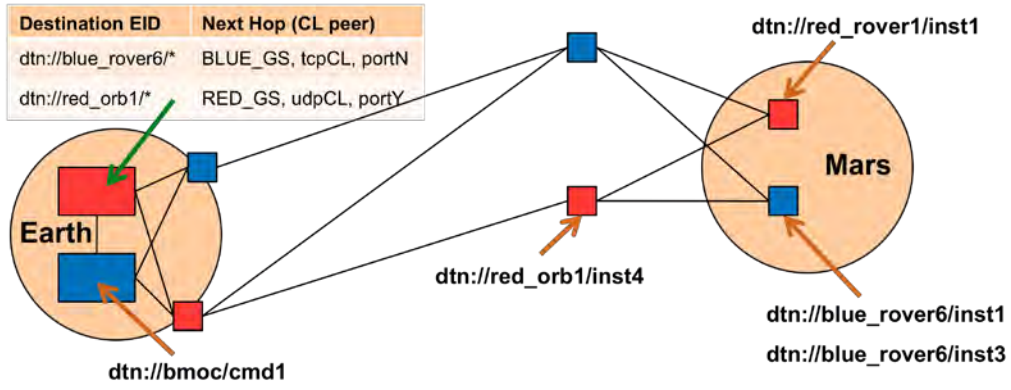 Destination EID Next Hop (CL peer)
dtn://blue_rover6/* BLUE_GS, tcpCL, portN
dtn://red_orb1/* RED_GS, udpCL, portY
dtn://red_rover1/inst1
Mars
Earth
dtn://red_orb1/inst4
dtn://blue_rover6/inst1
dtn://blue_rover6/inst3
dtn://bmoc/cmd1